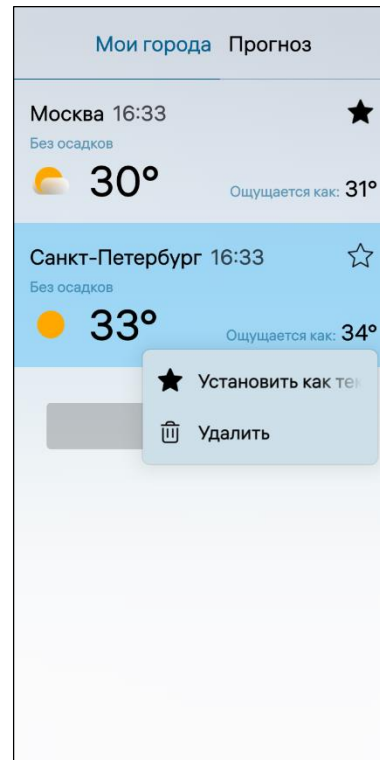 Мои города Прогноз
Москва 16:33
Без осадков
30° Ощущается как: 31°
Санкт-Петербург 16:33
Без осадков
33° Ощущается как: 34°
Установить как
Удалить